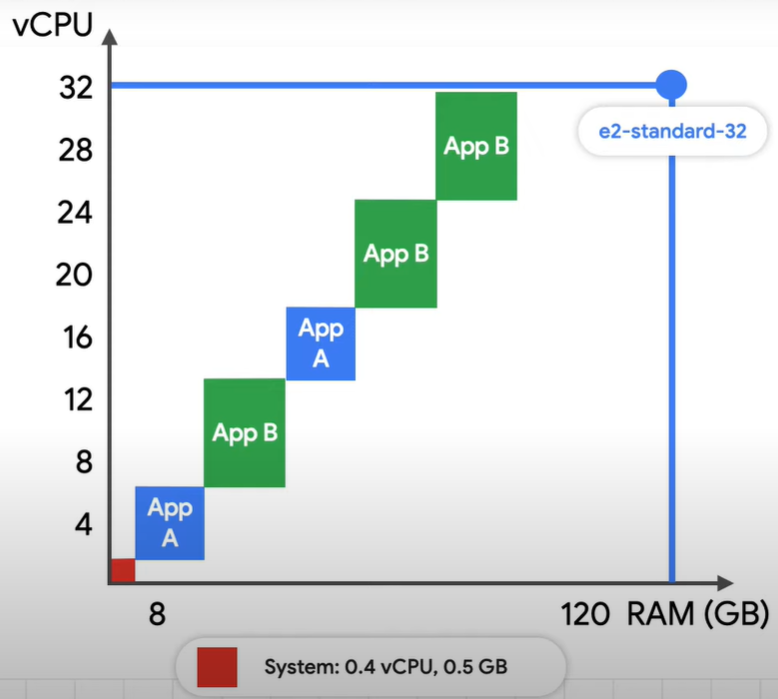 vCPU
32
28
24
20
16
12
8
4
App B
App B
App
A
App B
App
A
e2-standard-32
8
120 RAM (GB)
System: 0.4 vCPU, 0.5 GB